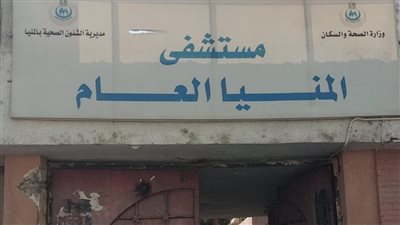 وزارة الصحة والسكان
مديرية الشئون الصحية بالمنيا
مستشفى
المنيا العام